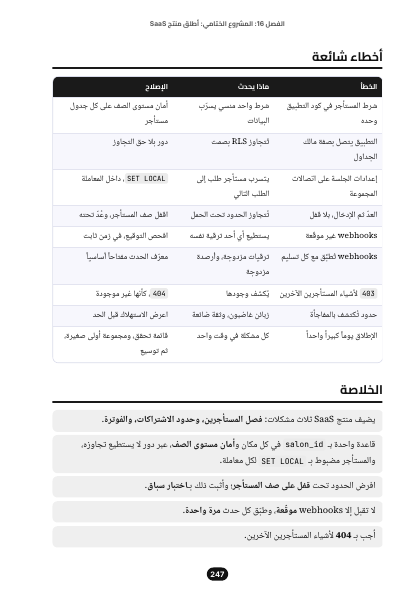 الفصل 16: المشروع الختامي: أطلق منتج SaaS
أخطاء شائعة
الخطأ ماذا يحدث الإصلاح
شرط المستأجر في كود التطبيق شرط واحد منسي يسرّب أمان مستوى الصف على كل جدول
وحده البيانات مستأجر
التطبيق يتصل بصفة مالك تُتجاوز RLS بصمت دور بلا حق التجاوز
الجداول
إعدادات الجلسة على اتصالات يتسرب مستأجر طلب إلى SET LOCAL، داخل المعاملة
المجموعة الطلب التالي
العدّ ثم الإدخال، بلا قفل تُتجاوز الحدود تحت الحمل اقفل صف المستأجر، وعُدّ تحته
webhooks غير موقّعة يستطيع أي أحد ترقية نفسه افحص التوقيع، في زمن ثابت
webhooks تُطبَّق مع كل تسليم ترقيات مزدوجة، وأرصدة معرّف الحدث مفتاحاً أساسياً
مزدوجة
403 لأشياء المستأجرين الآخرين يُكشف وجودها 404، كأنها غير موجودة
حدود تُكتشف بالمفاجأة زبائن غاضبون، وثقة ضائعة اعرض الاستهلاك قبل الحد
الإطلاق يوماً كبيراً واحداً كل مشكلة في وقت واحد قائمة تحقق، ومجموعة أولى صغيرة،
ثم توسيع
الخلاصة
يضيف منتج SaaS ثلاث مشكلات: فصل المستأجرين، وحدود الاشتراكات، والفوترة.
قاعدة واحدة بـ salon_id في كل مكان وأمان مستوى الصف، عبر دور لا يستطيع تجاوزه،
والمستأجر مضبوط بـ SET LOCAL لكل معاملة.
افرض الحدود تحت قفل على صف المستأجر؛ وأثبت ذلك باختبار سباق.
لا تقبل إلا webhooks موقّعة، وطبّق كل حدث مرة واحدة.
أجب بـ 404 لأشياء المستأجرين الآخرين.
247